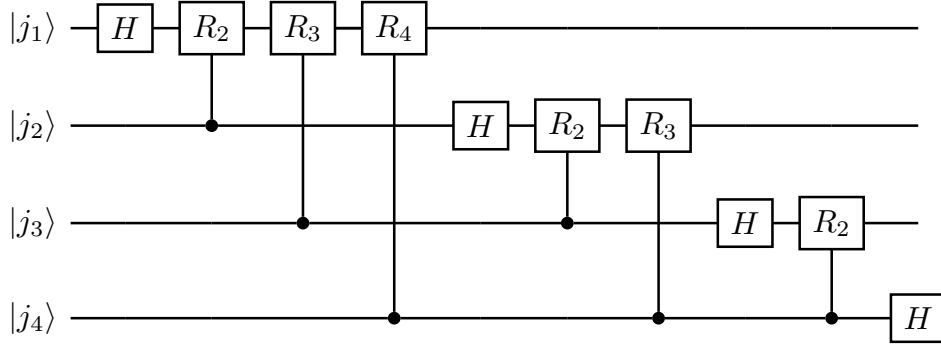 |j₁⟩ H R₂ R₃ R₄
|j₂⟩ H R₂ R₃
|j₃⟩ H R₂
|j₄⟩ H